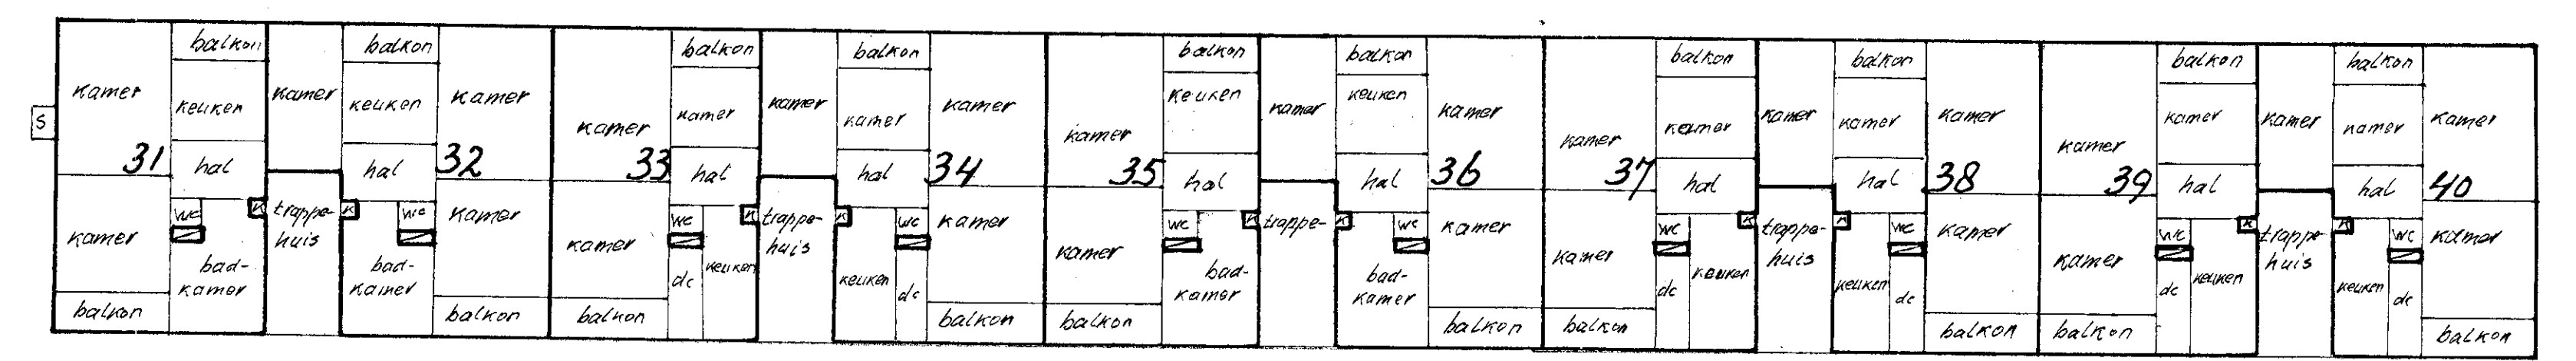 balkon
balkon
balkon
balkon
balkon
balkon
balkon
balkon
balkon
balkon
kamer
keuken
kamer
keuken
kamer
kamer
kamer
kamer
kamer
kamer
kamer
keuken
kamer
keuken
kamer
kamer
kamer
kamer
kamer
kamer
kamer
kamer
kamer
kamer
kamer
S
31
hal
hal
32
33
hal
hal
34
35
hal
hal
36
37
hal
hal
38
39
hal
hal
40
kamer
wc
K
trappe-
huis
K
wc
kamer
kamer
wc
K
trappe-
huis
K
wc
kamer
kamer
wc
K
trappe-
K
wc
kamer
kamer
wc
K
trappe-
huis
K
wc
kamer
kamer
wc
K
trappe-
huis
K
wc
kamer
bad-
kamer
bad-
kamer
dc
keuken
keuken
dc
bad-
kamer
bad-
kamer
dc
keuken
keuken
dc
dc
keuken
keuken
dc
balkon
balkon
balkon
balkon
balkon
balkon
balkon
balkon
balkon
balkon